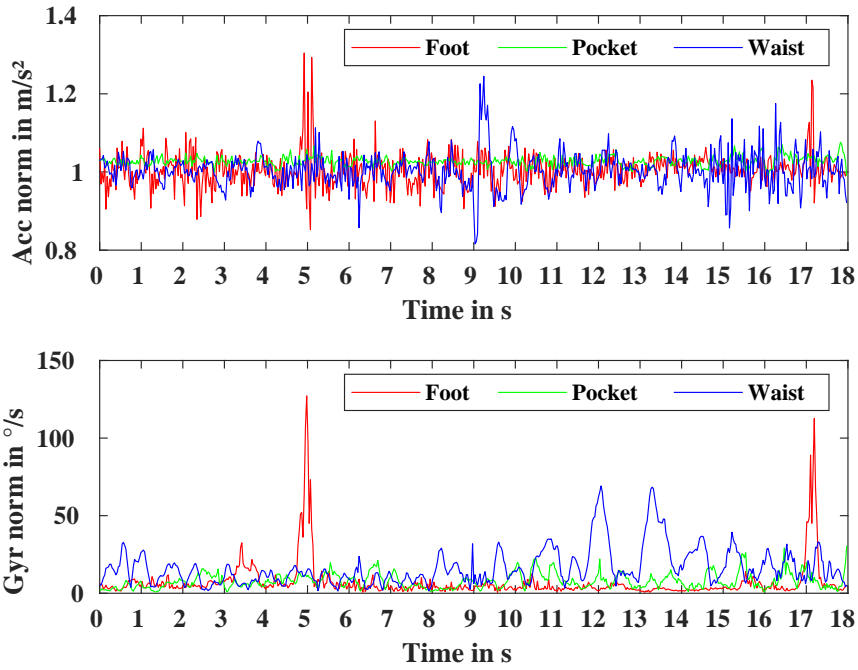 1.4
Foot Pocket Waist
1.2
1
0.8
Acc norm in m/s²
0 1 2 3 4 5 6 7 8 9 10 11 12 13 14 15 16 17 18
Time in s
150
Foot Pocket Waist
100
50
0
Gyr norm in °/s
0 1 2 3 4 5 6 7 8 9 10 11 12 13 14 15 16 17 18
Time in s